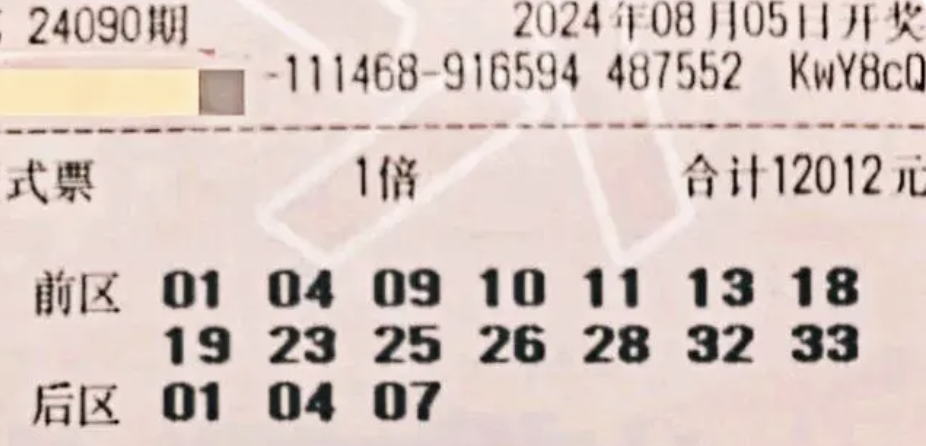 24090期 2024年08月05日开奖
-111468-916594 487552 KwY8cQ
式票 1倍 合计12012元
前区 01 04 09 10 11 13 18
19 23 25 26 28 32 33
后区 01 04 07